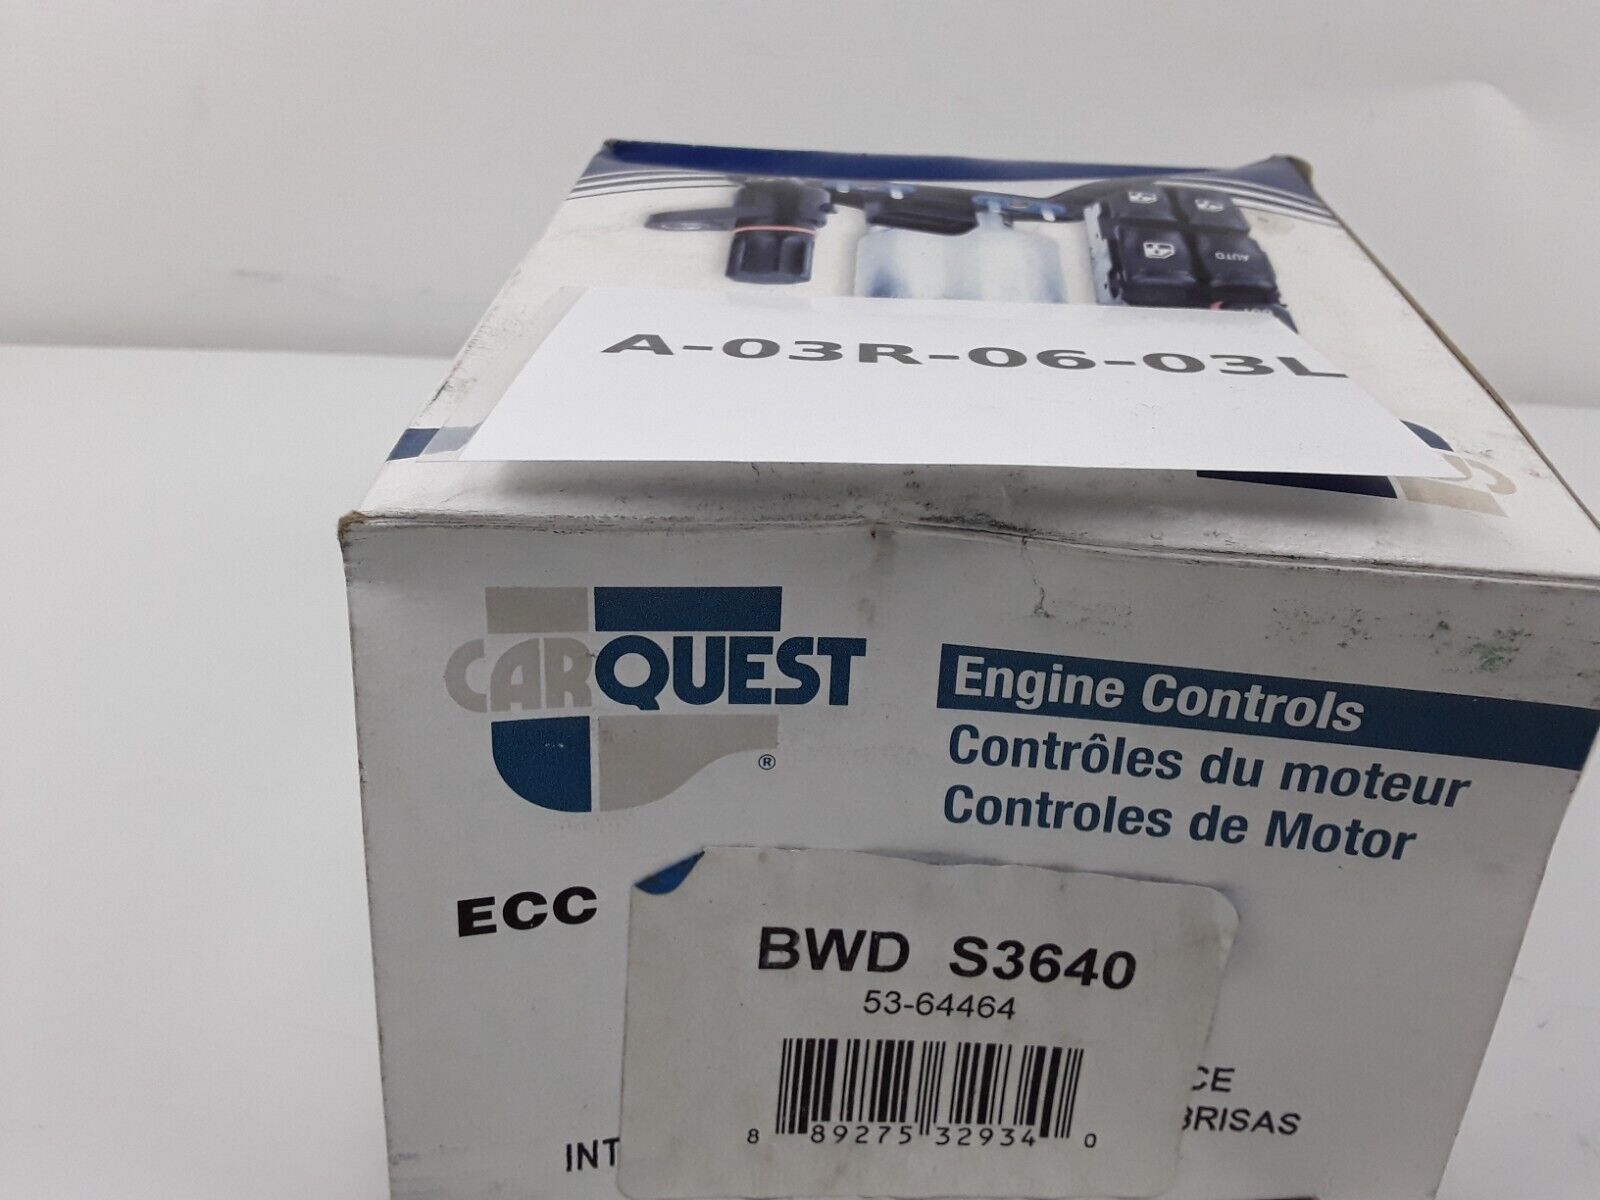 AUTO
A-03R-06-03L
CARQUEST
®
Engine Controls
Contrôles du moteur
Controles de Motor
ECC
BWD S3640
53-64464
8 89275 32934 0
CE
BRISAS
INT